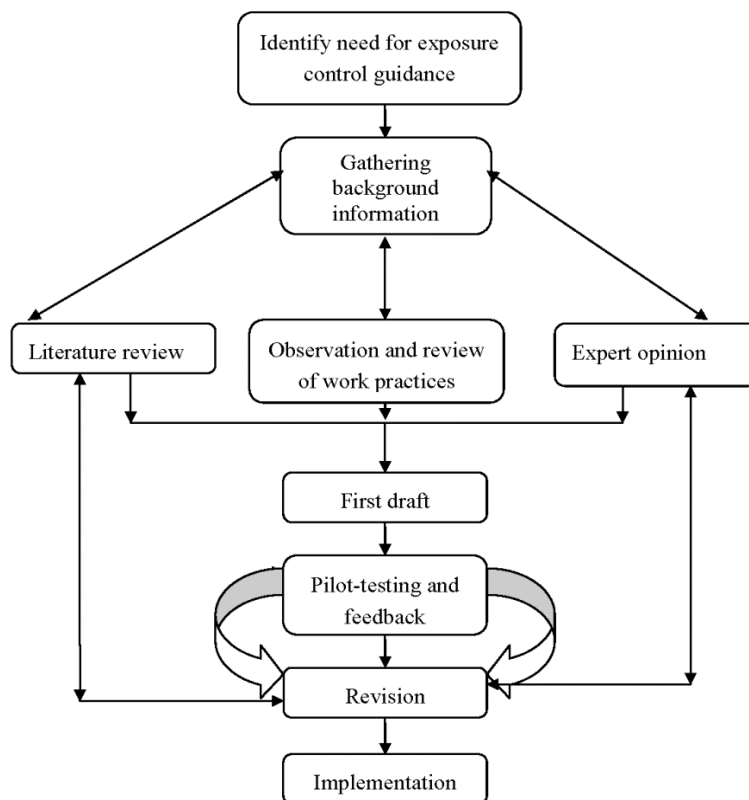 Identify need for exposure
control guidance
Gathering
background
information
Literature review
Observation and review
of work practices
Expert opinion
First draft
Pilot-testing and
feedback
Revision
Implementation